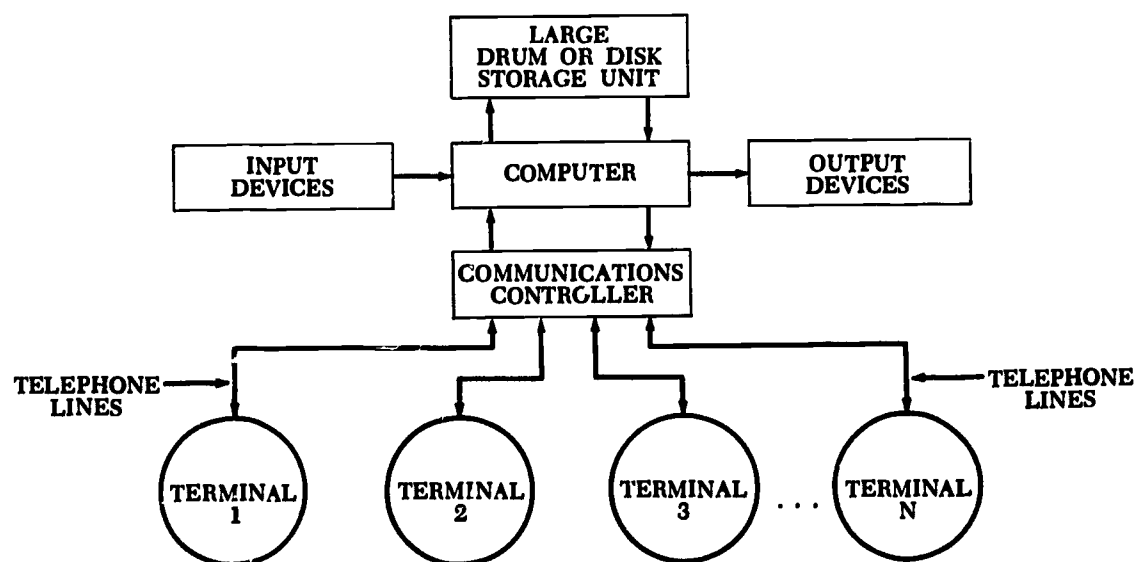 LARGE
DRUM OR DISK
STORAGE UNIT
INPUT
DEVICES
COMPUTER
OUTPUT
DEVICES
COMMUNICATIONS
CONTROLLER
TELEPHONE
LINES
TELEPHONE
LINES
TERMINAL
1
TERMINAL
2
TERMINAL
3
. . .
TERMINAL
N